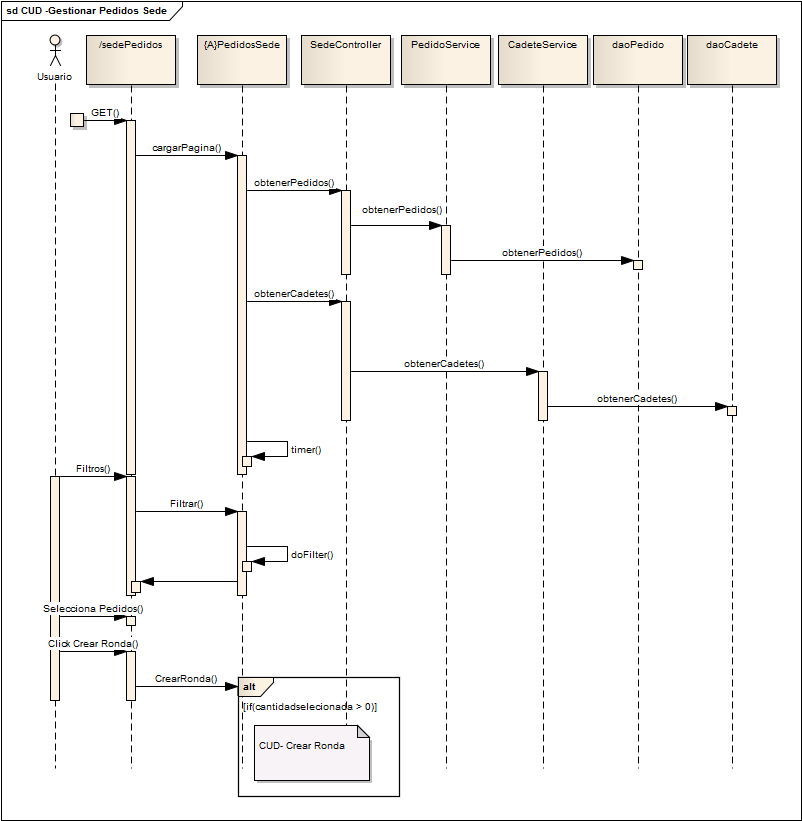 sd CUD -Gestionar Pedidos Sede
Usuario
/sedePedidos
{A}PedidosSede
SedeController
PedidoService
CadeteService
daoPedido
daoCadete
GET()
cargarPagina()
obtenerPedidos()
obtenerPedidos()
obtenerPedidos()
obtenerCadetes()
obtenerCadetes()
obtenerCadetes()
timer()
Filtros()
Filtrar()
doFilter()
Selecciona Pedidos()
Click Crear Ronda()
CrearRonda()
alt
[if(cantidadselecionada > 0)]
CUD- Crear Ronda